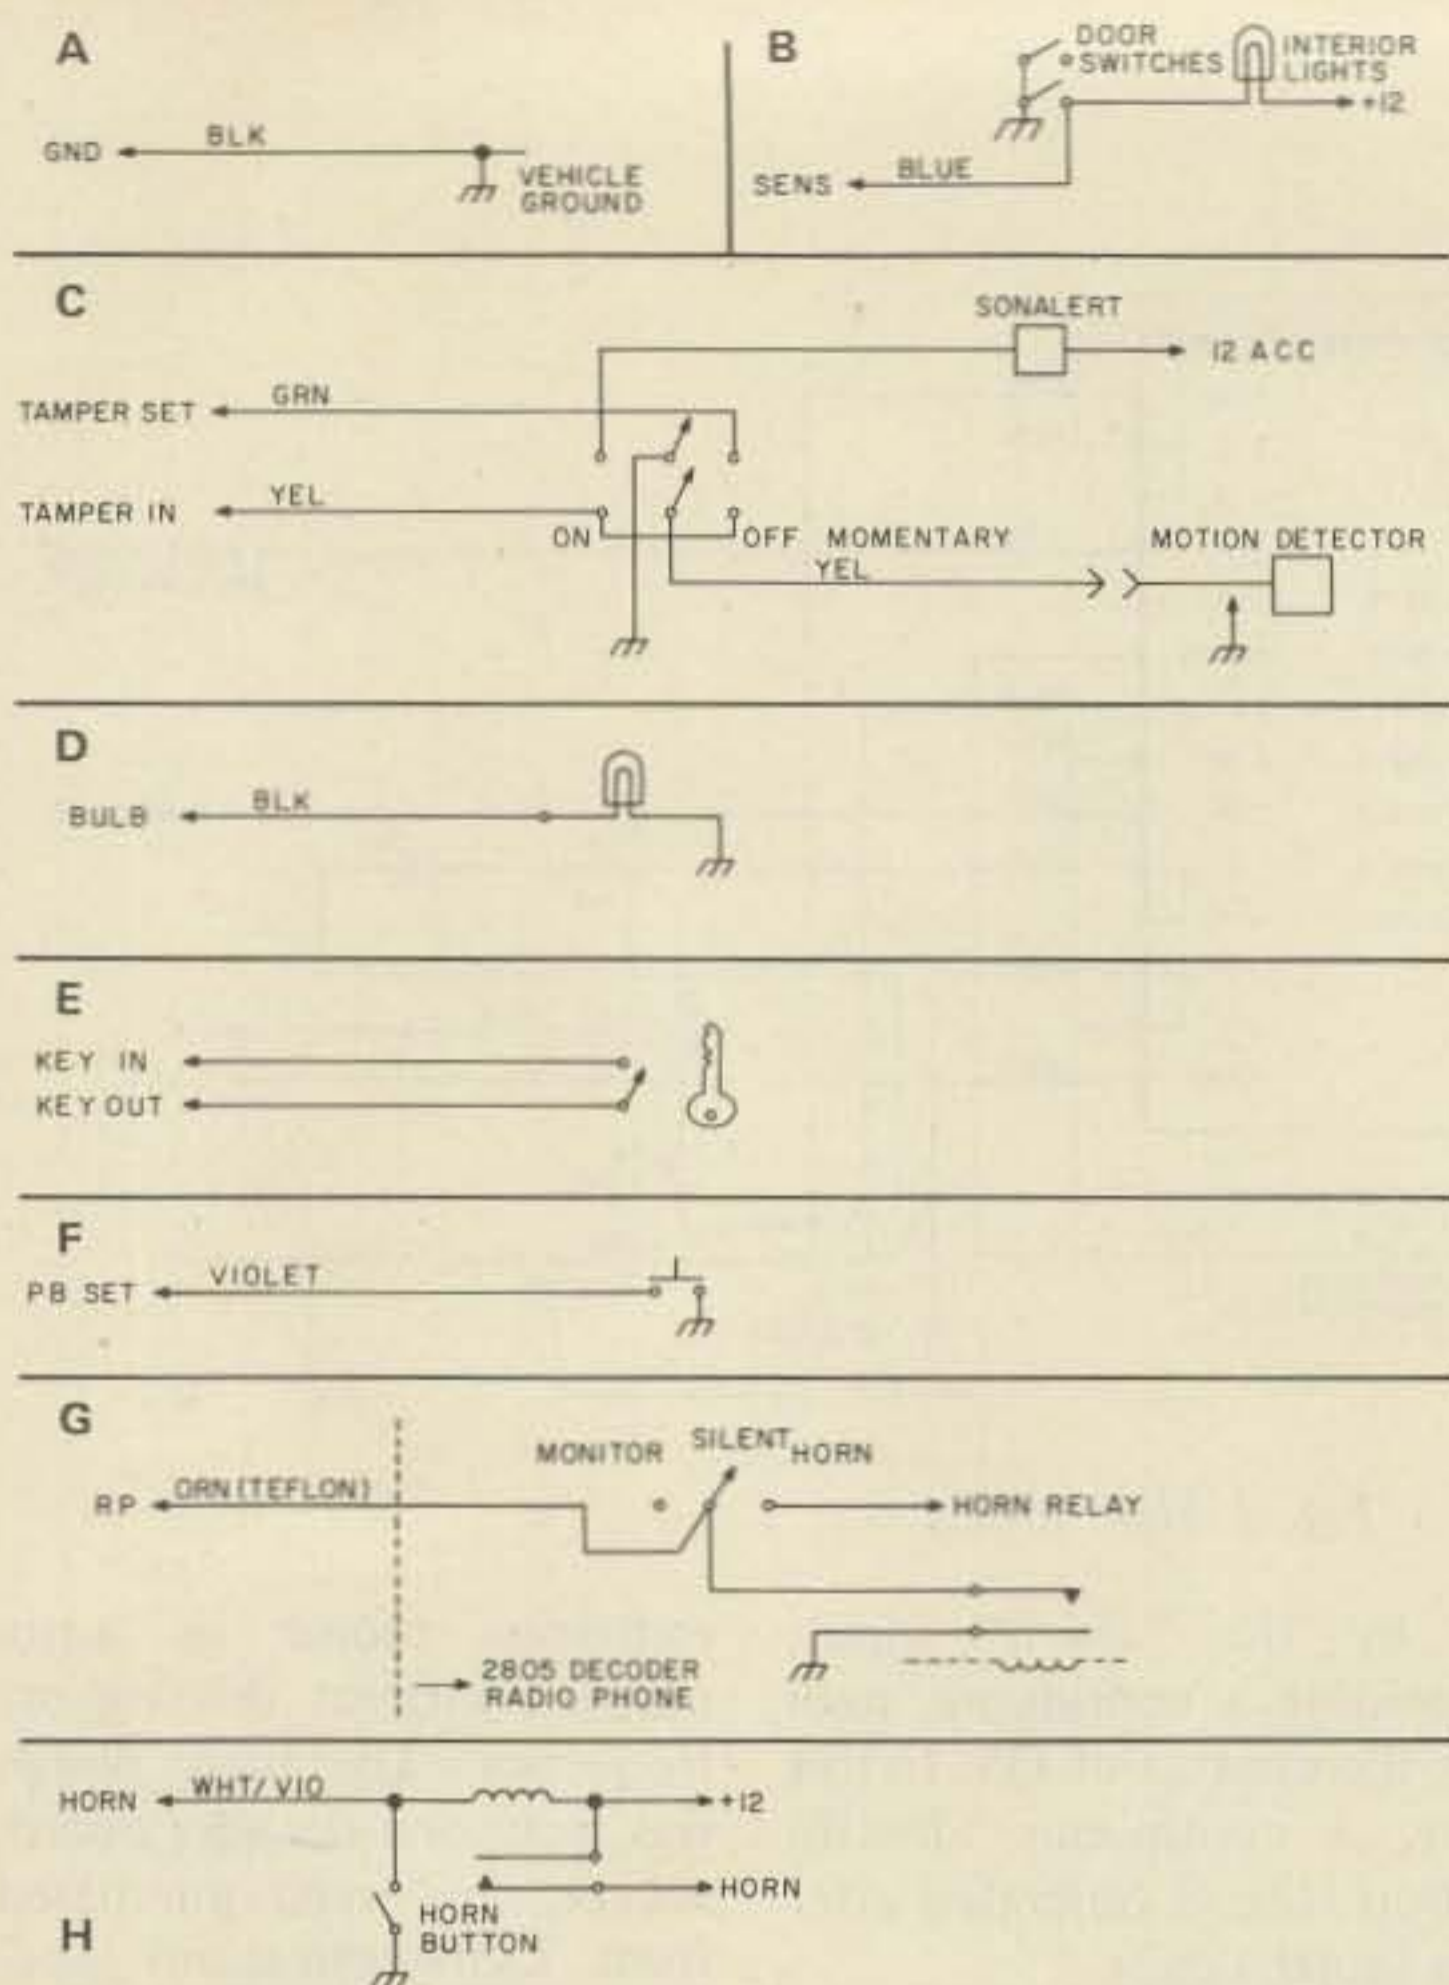 A
GND
BLK
VEHICLE
GROUND
B
DOOR
SWITCHES
INTERIOR
LIGHTS
+12
SENS
BLUE
C
SONALERT
12 ACC
TAMPER SET
GRN
TAMPER IN
YEL
ON
OFF MOMENTARY
YEL
MOTION DETECTOR
D
BULB
BLK
E
KEY IN
KEY OUT
F
PB SET
VIOLET
G
MONITOR
SILENT
HORN
RP
ORN (TEFLON)
HORN RELAY
2805 DECODER
RADIO PHONE
HORN
WHT/VIO
+12
HORN
HORN
BUTTON
H